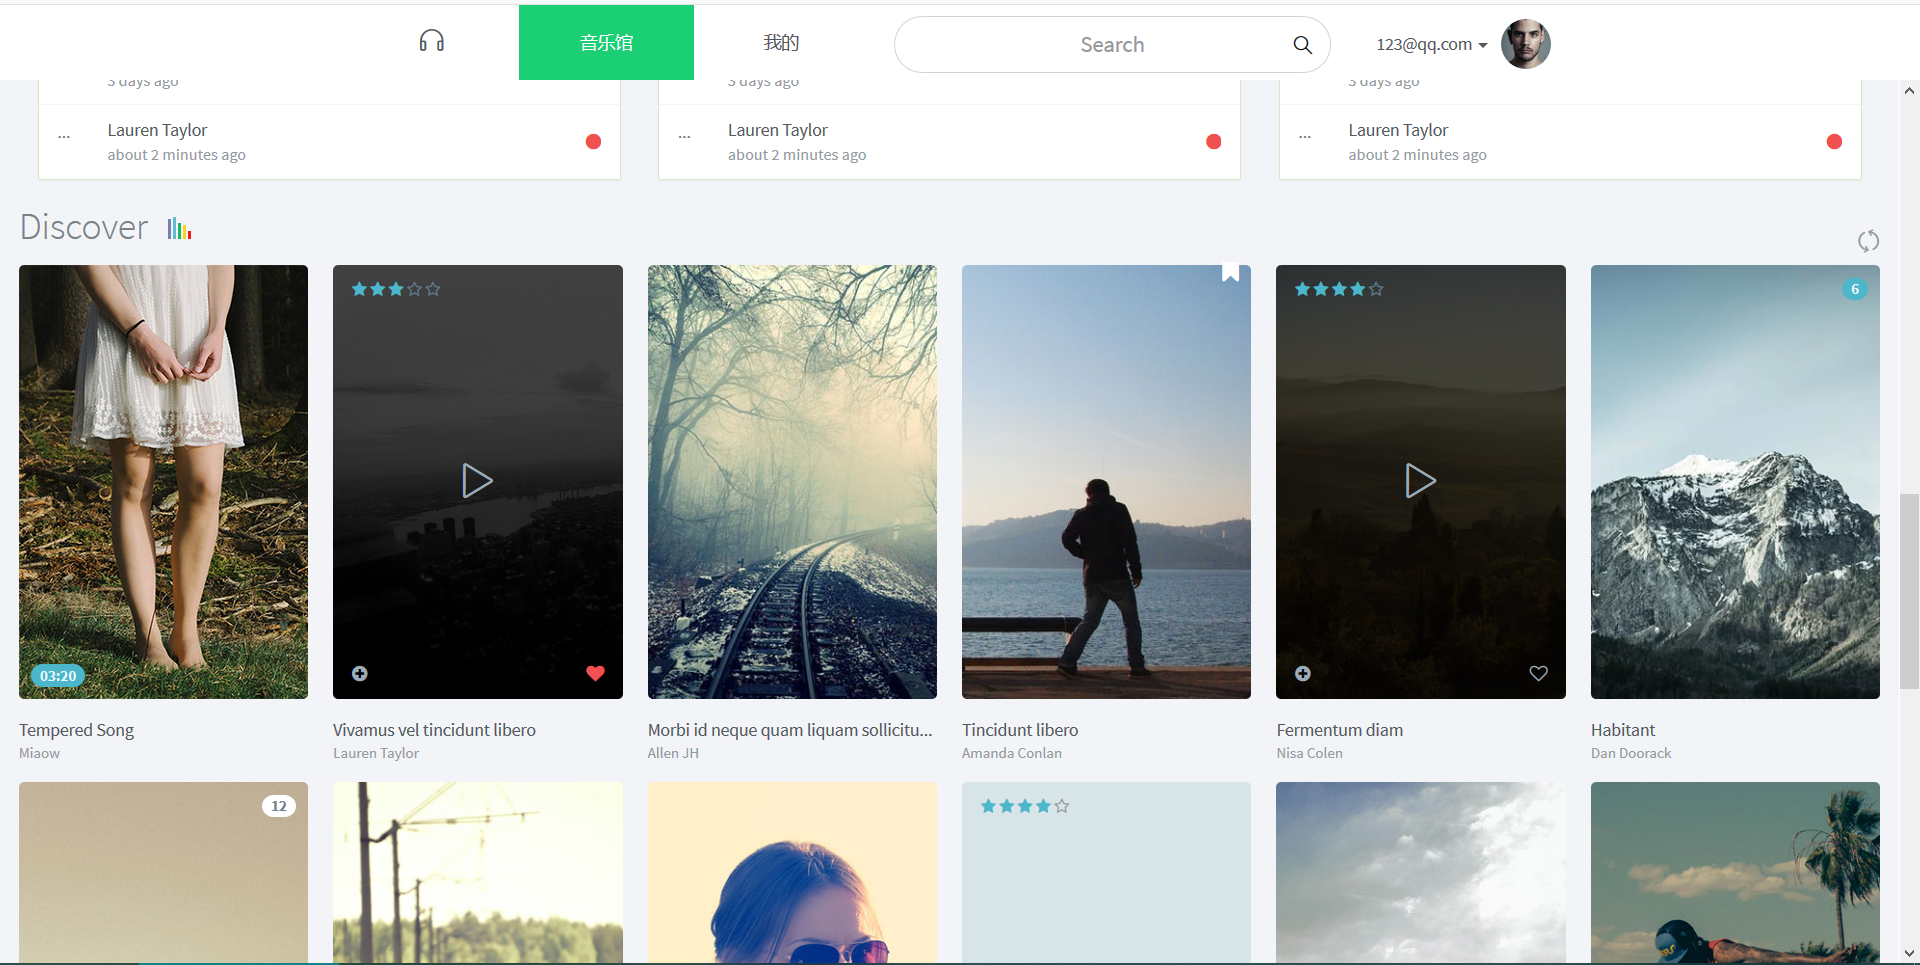 音乐馆
我的
Search
123@qq.com
3 days ago
3 days ago
3 days ago
...
Lauren Taylor
about 2 minutes ago
...
Lauren Taylor
about 2 minutes ago
...
Lauren Taylor
about 2 minutes ago
Discover
6
03:20
Tempered Song
Miaow
Vivamus vel tincidunt libero
Lauren Taylor
Morbi id neque quam liquam sollicitu...
Allen JH
Tincidunt libero
Amanda Conlan
Fermentum diam
Nisa Colen
Habitant
Dan Doorack
12